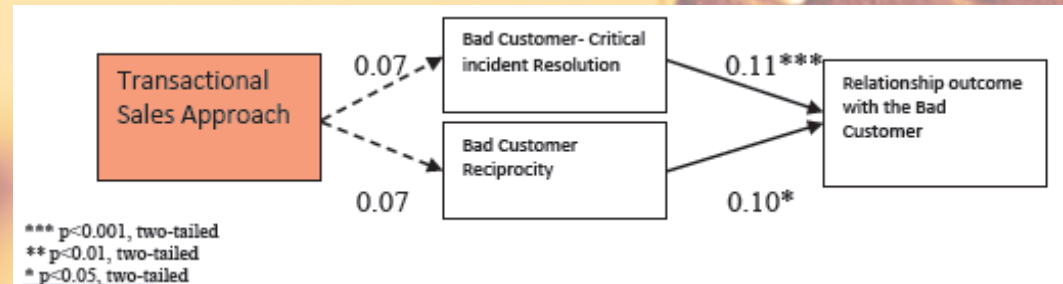 Transactional
Sales Approach
0.07
0.07
Bad Customer- Critical
incident Resolution
Bad Customer
Reciprocity
0.11***
0.10*
Relationship outcome
with the Bad
Customer
*** p<0.001, two-tailed
** p<0.01, two-tailed
* p<0.05, two-tailed